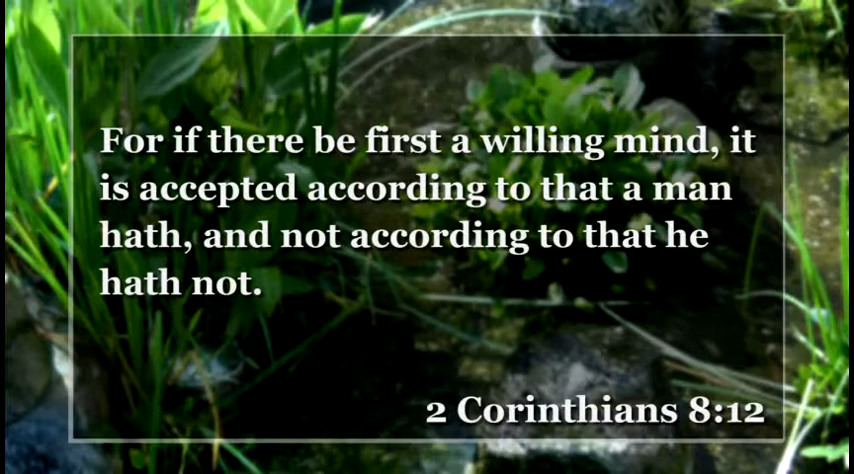 For if there be first a willing mind, it
is accepted according to that a man
hath, and not according to that he
hath not.
2 Corinthians 8:12